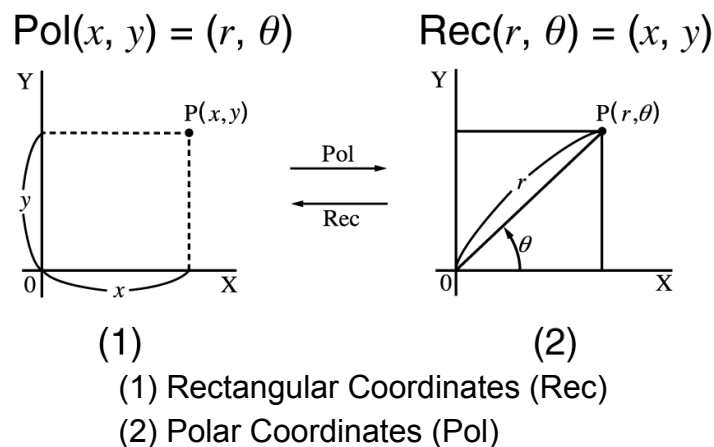 Pol(x, y) = (r, θ)
Rec(r, θ) = (x, y)
Y
P(x,y)
y
0
x
X
Pol
Rec
Y
P(r,θ)
r
θ
0
X
(1)
(2)
(1) Rectangular Coordinates (Rec)
(2) Polar Coordinates (Pol)